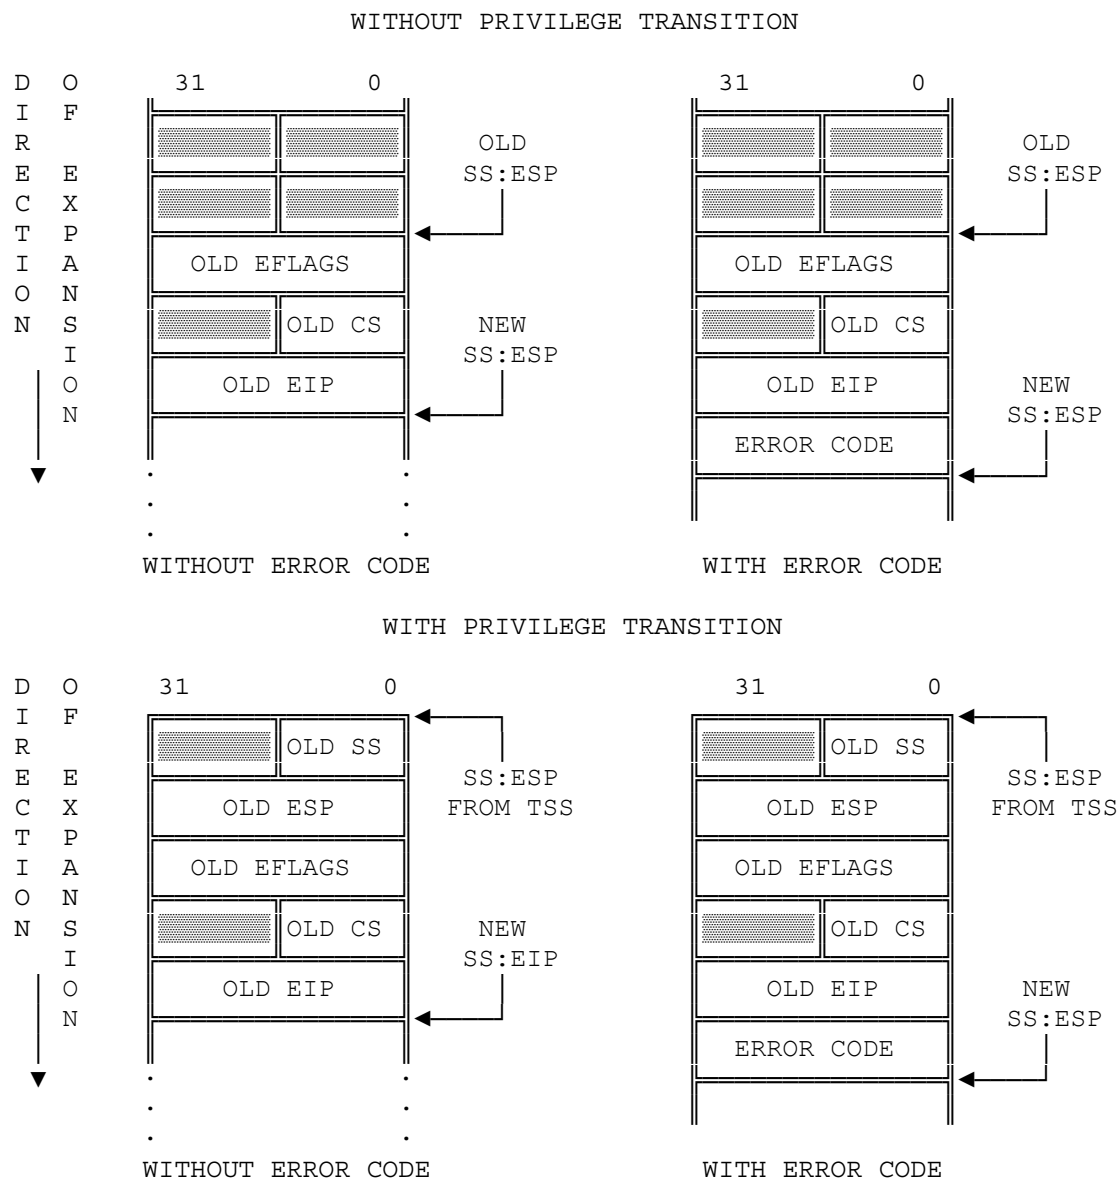 WITHOUT PRIVILEGE TRANSITION
D O 31 0 31 0
I F
R OLD OLD
E E SS:ESP SS:ESP
C X
T P
I A OLD EFLAGS OLD EFLAGS
O N
N S OLD CS NEW OLD CS
I SS:ESP
O OLD EIP OLD EIP NEW
N SS:ESP
ERROR CODE
WITHOUT ERROR CODE WITH ERROR CODE
WITH PRIVILEGE TRANSITION
D O 31 0 31 0
I F
R OLD SS OLD SS
E E SS:ESP SS:ESP
C X OLD ESP FROM TSS OLD ESP FROM TSS
T P
I A OLD EFLAGS OLD EFLAGS
O N
N S OLD CS NEW OLD CS
I SS:EIP
O OLD EIP OLD EIP NEW
N SS:ESP
ERROR CODE
WITHOUT ERROR CODE WITH ERROR CODE